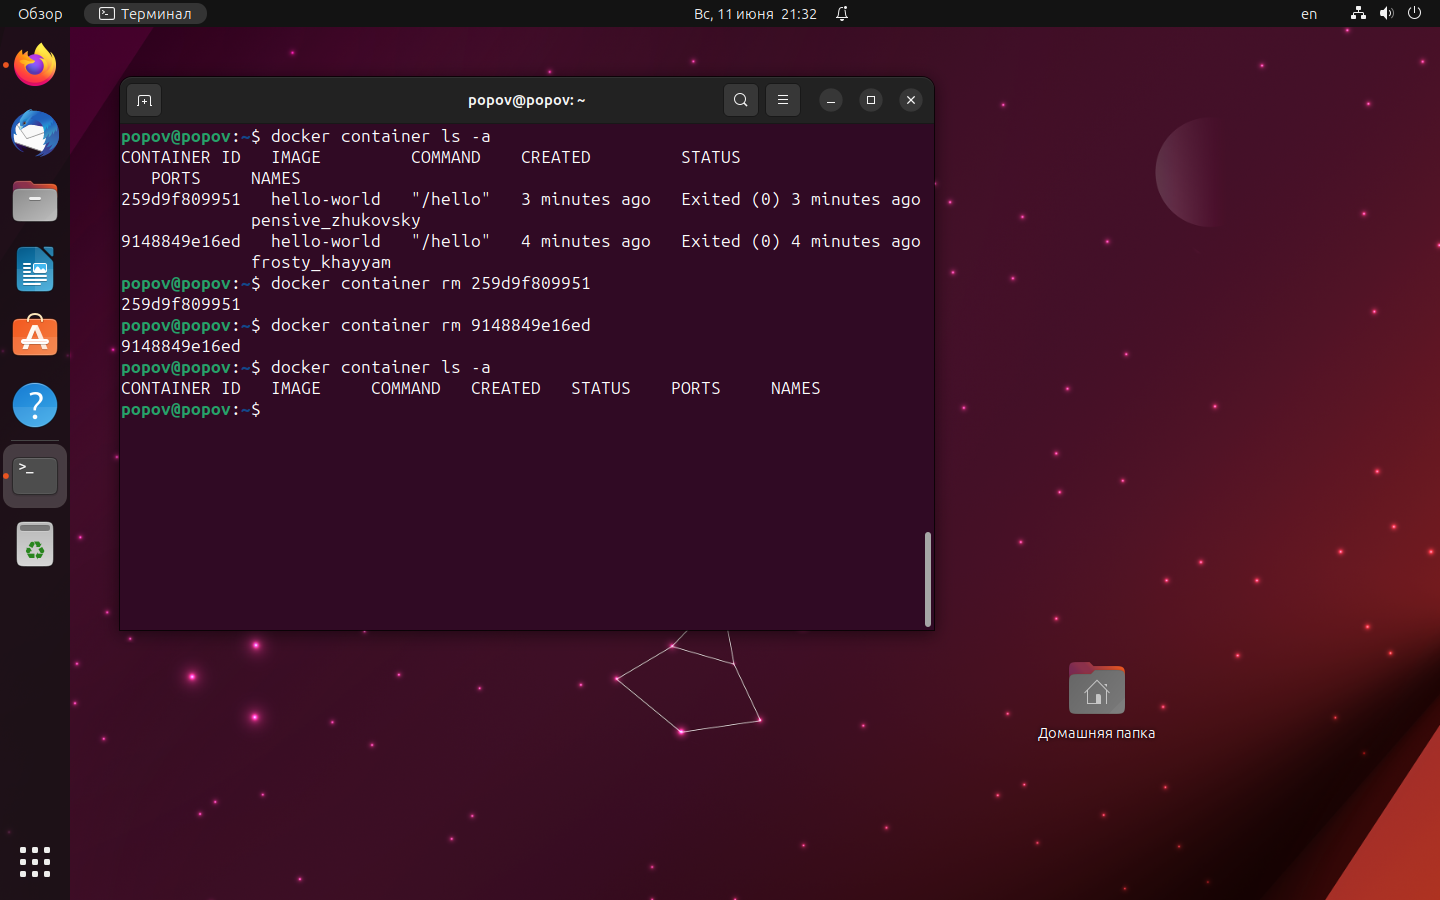 Обзор
Терминал
Вс, 11 июня 21:32
en
popov@popov: ~
popov@popov:~$ docker container ls -a
CONTAINER ID   IMAGE         COMMAND    CREATED         STATUS
   PORTS     NAMES
259d9f809951   hello-world   "/hello"   3 minutes ago   Exited (0) 3 minutes ago
             pensive_zhukovsky
9148849e16ed   hello-world   "/hello"   4 minutes ago   Exited (0) 4 minutes ago
             frosty_khayyam
popov@popov:~$ docker container rm 259d9f809951
259d9f809951
popov@popov:~$ docker container rm 9148849e16ed
9148849e16ed
popov@popov:~$ docker container ls -a
CONTAINER ID   IMAGE     COMMAND   CREATED   STATUS    PORTS     NAMES
popov@popov:~$
Домашняя папка